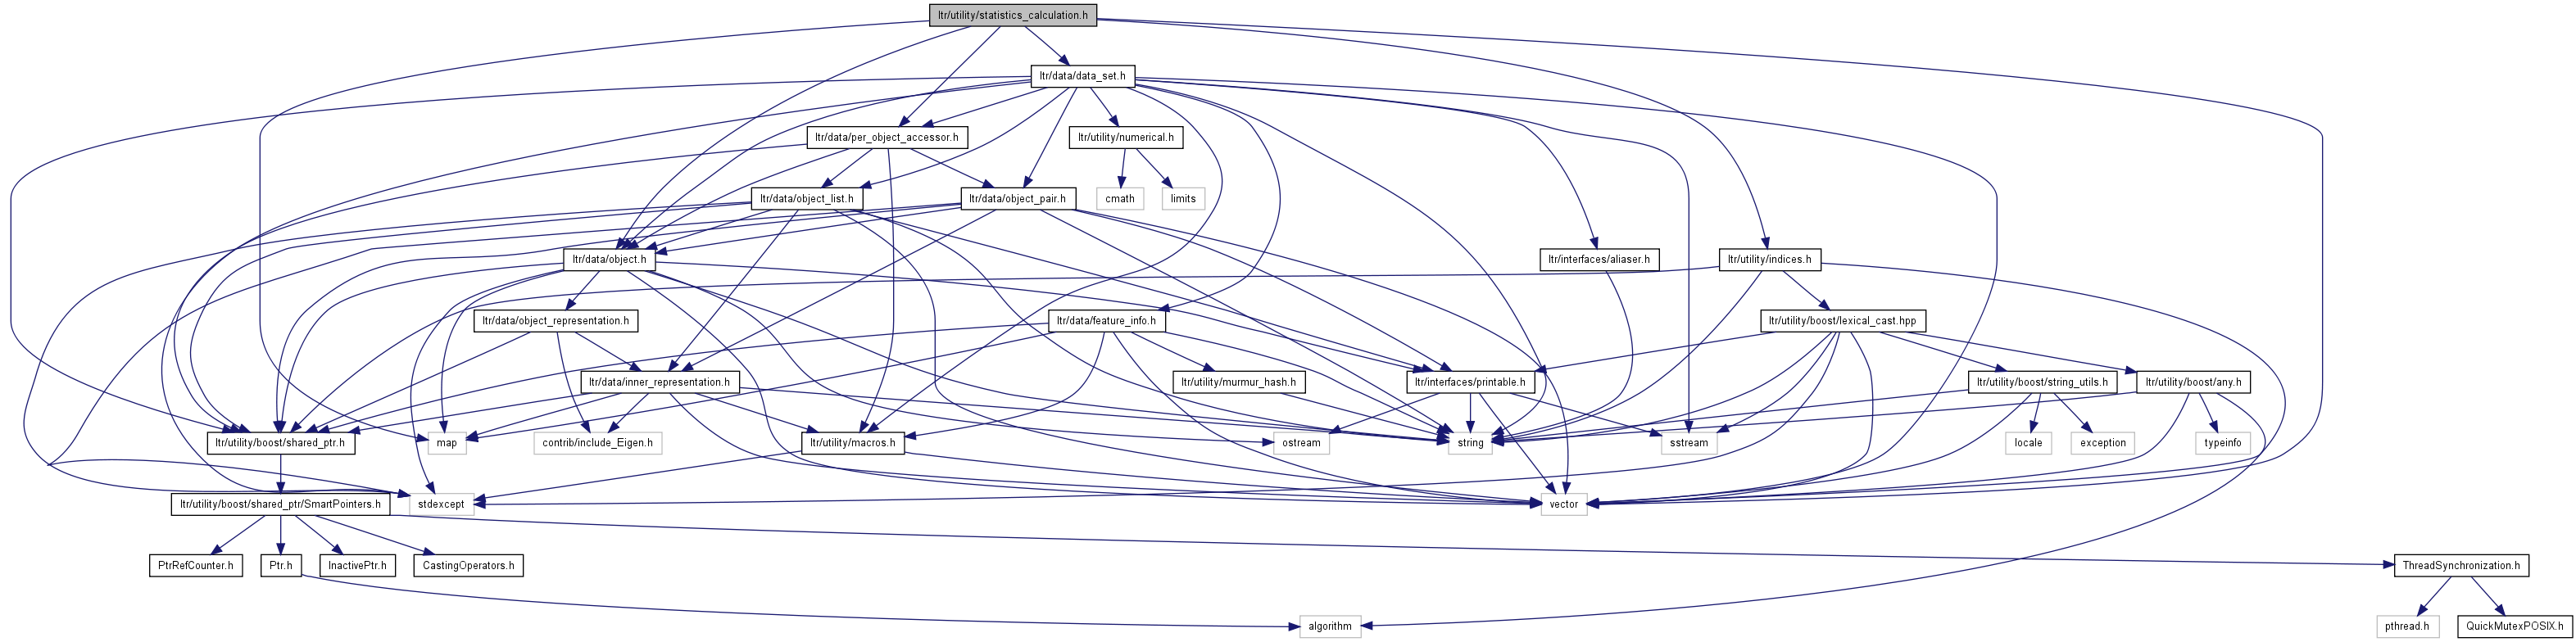 ltr/utility/statistics_calculation.h
ltr/data/data_set.h
ltr/data/per_object_accessor.h
ltr/utility/numerical.h
ltr/data/object_list.h
ltr/data/object_pair.h
cmath
limits
ltr/data/object.h
ltr/interfaces/aliaser.h
ltr/utility/indices.h
ltr/data/object_representation.h
ltr/data/feature_info.h
ltr/utility/boost/lexical_cast.hpp
ltr/data/inner_representation.h
ltr/utility/murmur_hash.h
ltr/interfaces/printable.h
ltr/utility/boost/string_utils.h
ltr/utility/boost/any.h
ltr/utility/boost/shared_ptr.h
map
contrib/include_Eigen.h
ltr/utility/macros.h
ostream
string
sstream
locale
exception
typeinfo
ltr/utility/boost/shared_ptr/SmartPointers.h
stdexcept
vector
PtrRefCounter.h
Ptr.h
InactivePtr.h
CastingOperators.h
ThreadSynchronization.h
algorithm
pthread.h
QuickMutexPOSIX.h